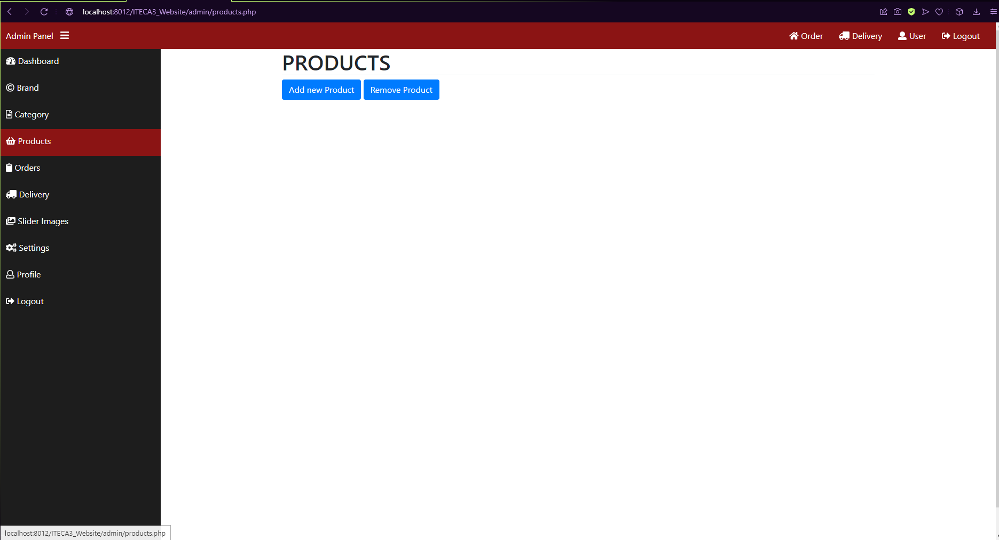 localhost:8012/ITECA3_Website/admin/products.php
Admin Panel
Order
Delivery
User
Logout
Dashboard
Brand
Category
Products
Orders
Delivery
Slider Images
Settings
Profile
Logout
PRODUCTS
Add new Product
Remove Product
localhost:8012/ITECA3_Website/admin/products.php